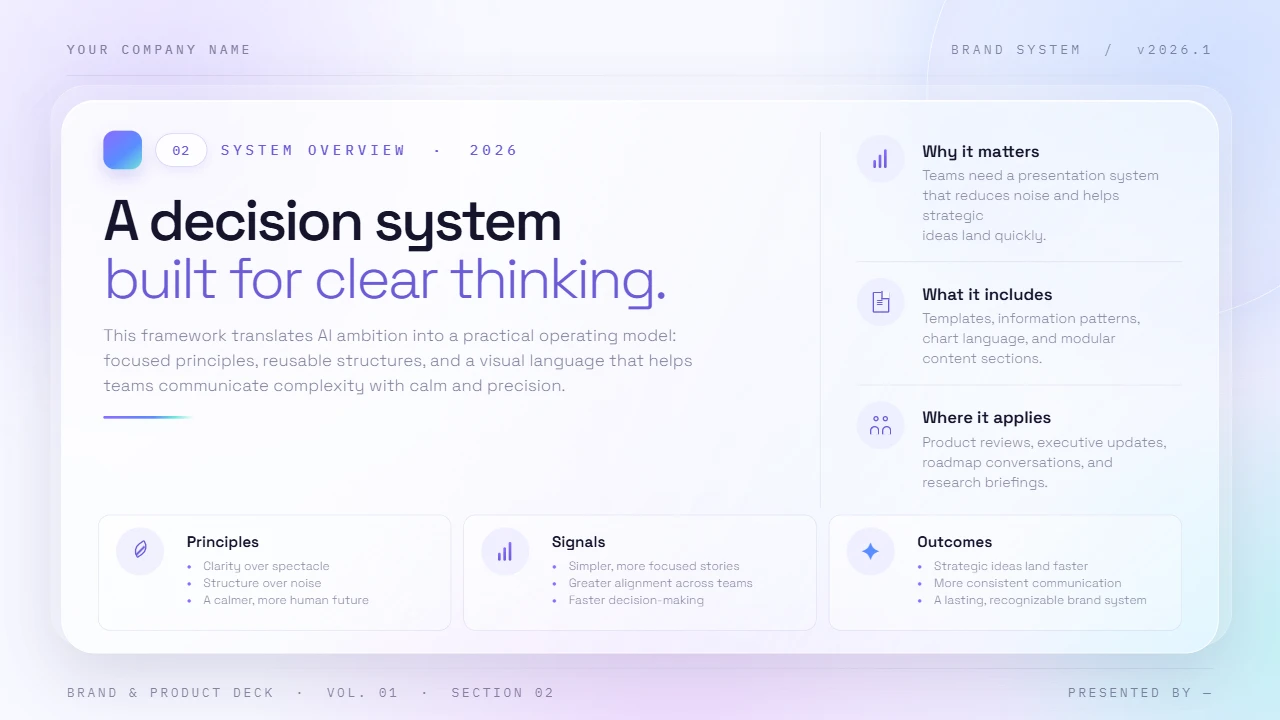 YOUR COMPANY NAME
BRAND SYSTEM / v2026.1
02
SYSTEM OVERVIEW · 2026
A decision system
built for clear thinking.
This framework translates AI ambition into a practical operating model:
focused principles, reusable structures, and a visual language that helps
teams communicate complexity with calm and precision.
Why it matters
Teams need a presentation system
that reduces noise and helps
strategic
ideas land quickly.
What it includes
Templates, information patterns,
chart language, and modular
content sections.
Where it applies
Product reviews, executive updates,
roadmap conversations, and
research briefings.
Principles
• Clarity over spectacle
• Structure over noise
• A calmer, more human future
Signals
• Simpler, more focused stories
• Greater alignment across teams
• Faster decision-making
Outcomes
• Strategic ideas land faster
• More consistent communication
• A lasting, recognizable brand system
BRAND & PRODUCT DECK · VOL. 01 · SECTION 02
PRESENTED BY —